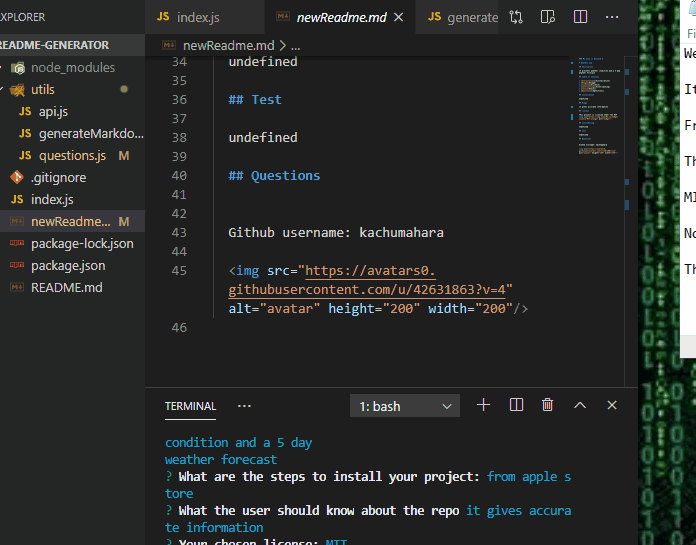 EXPLORER
README-GENERATOR
node_modules
utils
JS api.js
JS generateMarkdo...
JS questions.js M
.gitignore
JS index.js
newReadme... M
package-lock.json
package.json
README.md
JS index.js
newReadme.md ×
JS generate
newReadme.md > ...
34 undefined
35
36 ## Test
37
38 undefined
39
40 ## Questions
41
42
43 Github username: kachumahara
44
45 <img src="https://avatars0.
githubusercontent.com/u/42631863?v=4"
alt="avatar" height="200" width="200"/>
46
TERMINAL ...
1: bash
condition and a 5 day
weather forecast
? What are the steps to install your project: from apple s
tore
? What the user should know about the repo it gives accura
te information
? Your chosen license: MIT
Fi
We
It
Fr
Th
MI
No
Th